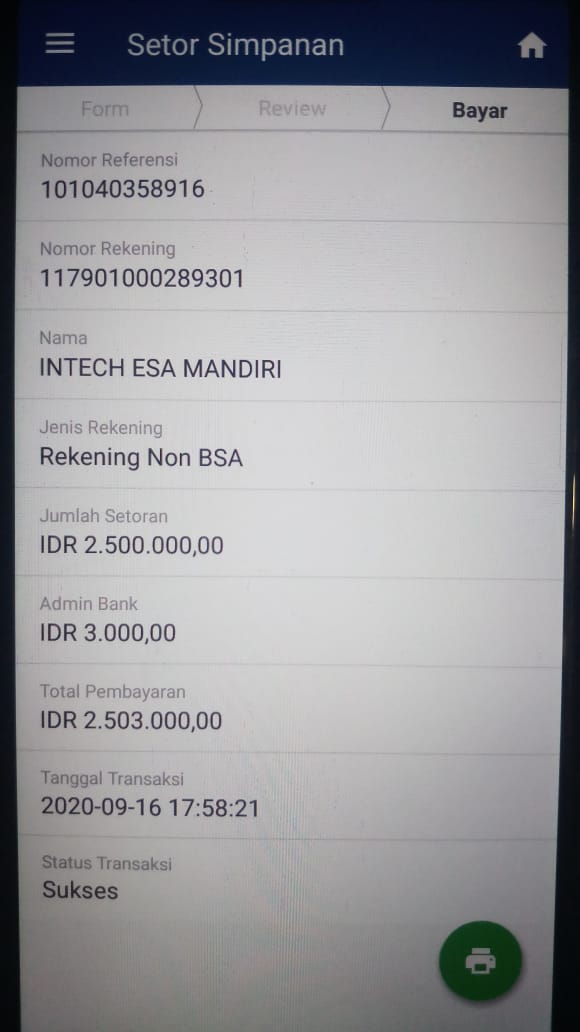 Setor Simpanan
Form
Review
Bayar
Nomor Referensi
101040358916
Nomor Rekening
117901000289301
Nama
INTECH ESA MANDIRI
Jenis Rekening
Rekening Non BSA
Jumlah Setoran
IDR 2.500.000,00
Admin Bank
IDR 3.000,00
Total Pembayaran
IDR 2.503.000,00
Tanggal Transaksi
2020-09-16 17:58:21
Status Transaksi
Sukses